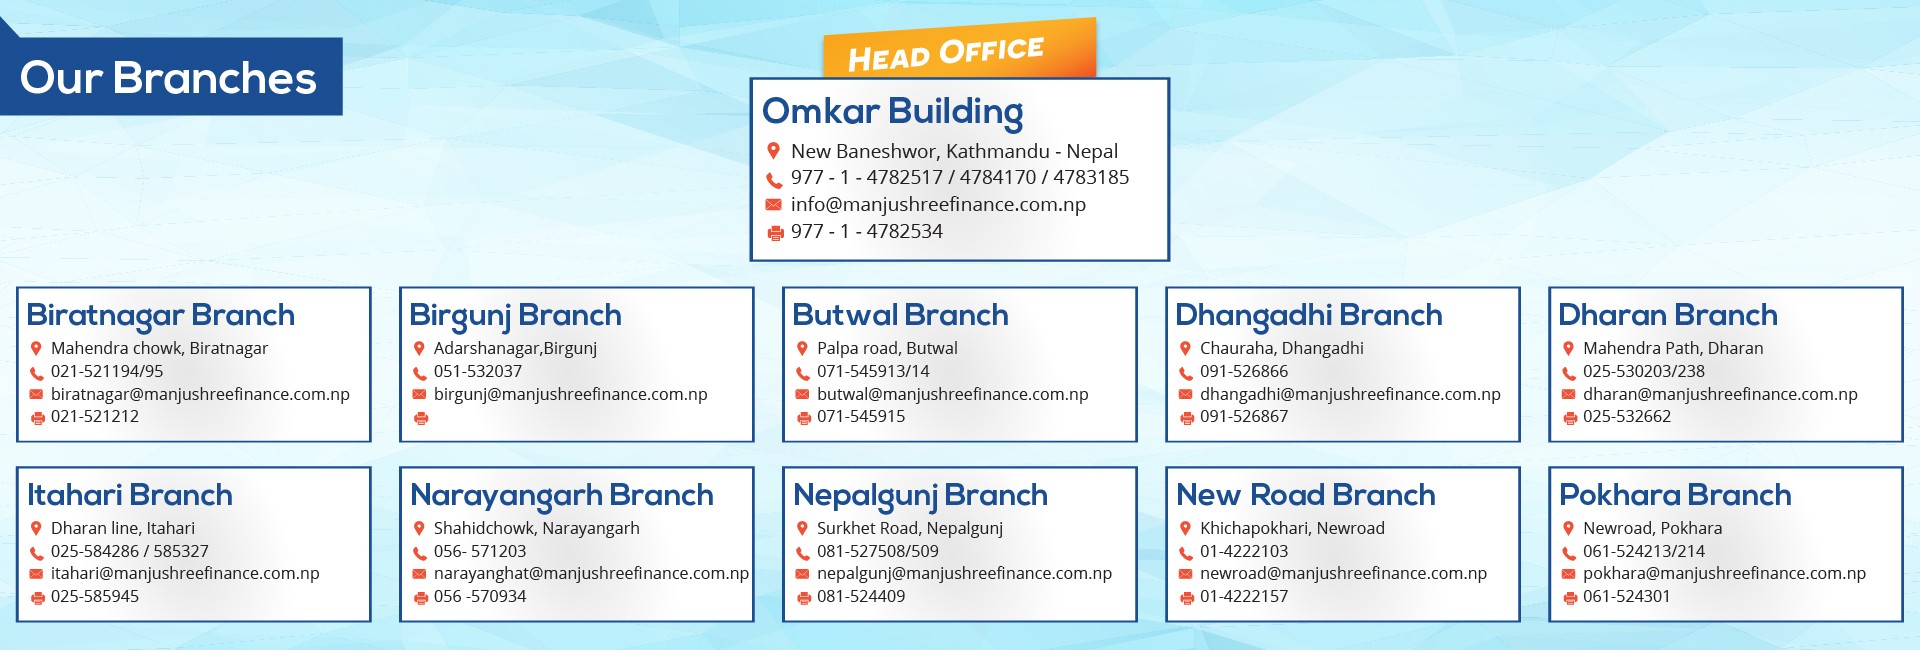 Our Branches
HEAD OFFICE
Omkar Building
New Baneshwor, Kathmandu - Nepal
977 - 1 - 4782517 / 4784170 / 4783185
info@manjushreefinance.com.np
977 - 1 - 4782534
Biratnagar Branch
Mahendra chowk, Biratnagar
021-521194/95
biratnagar@manjushreefinance.com.np
021-521212
Birgunj Branch
Adarshanagar,Birgunj
051-532037
birgunj@manjushreefinance.com.np
Butwal Branch
Palpa road, Butwal
071-545913/14
butwal@manjushreefinance.com.np
071-545915
Dhangadhi Branch
Chauraha, Dhangadhi
091-526866
dhangadhi@manjushreefinance.com.np
091-526867
Dharan Branch
Mahendra Path, Dharan
025-530203/238
dharan@manjushreefinance.com.np
025-532662
Itahari Branch
Dharan line, Itahari
025-584286 / 585327
itahari@manjushreefinance.com.np
025-585945
Narayangarh Branch
Shahidchowk, Narayangarh
056- 571203
narayanghat@manjushreefinance.com.np
056 -570934
Nepalgunj Branch
Surkhet Road, Nepalgunj
081-527508/509
nepalgunj@manjushreefinance.com.np
081-524409
New Road Branch
Khichapokhari, Newroad
01-4222103
newroad@manjushreefinance.com.np
01-4222157
Pokhara Branch
Newroad, Pokhara
061-524213/214
pokhara@manjushreefinance.com.np
061-524301